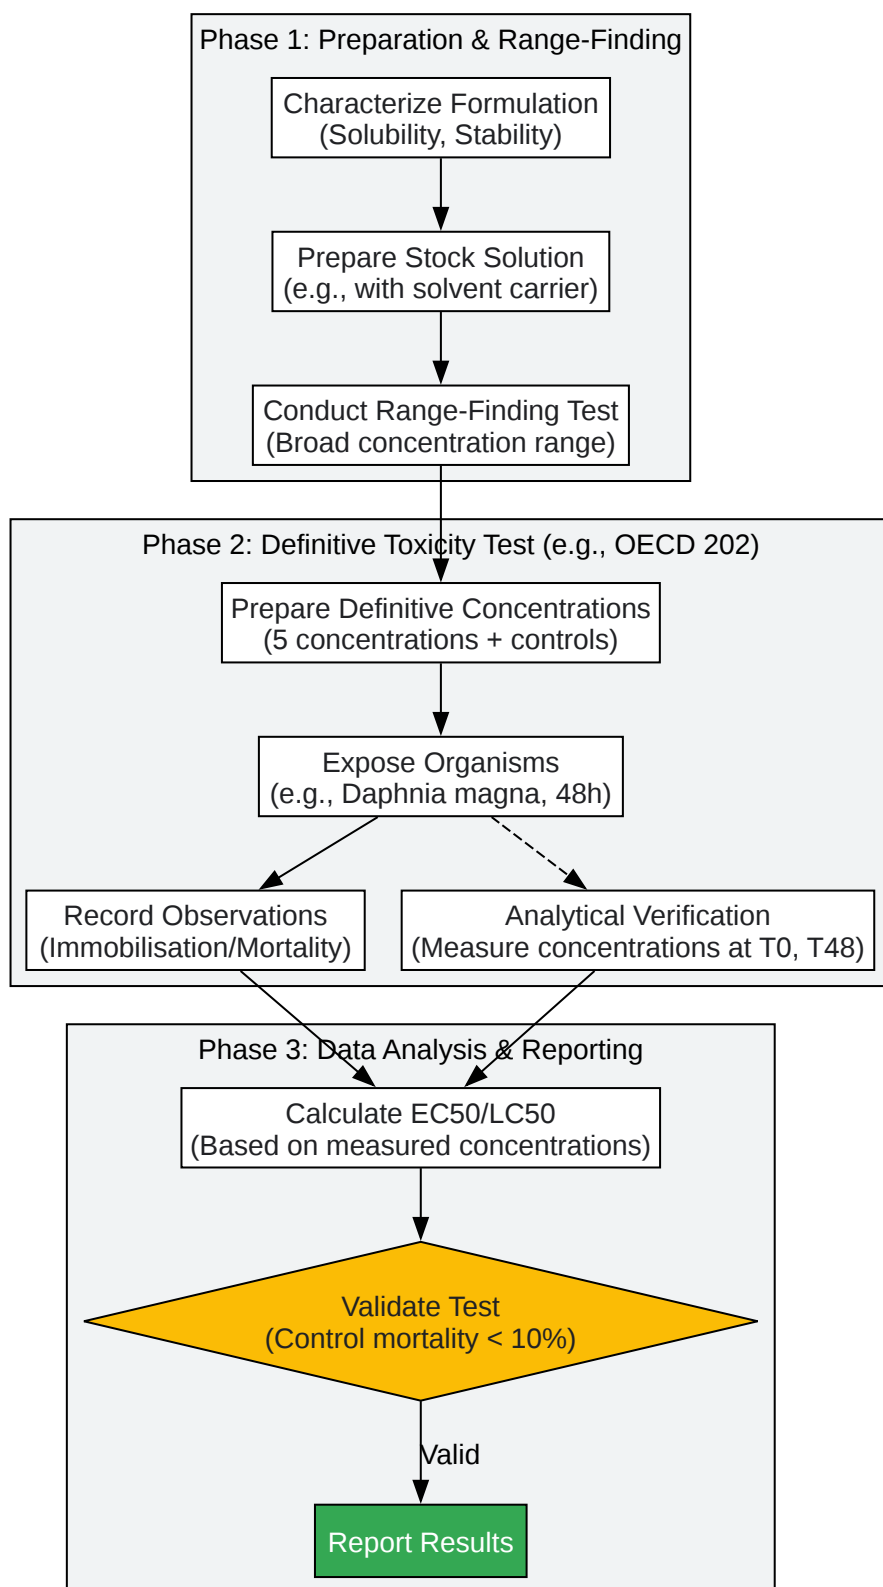 Phase 1: Preparation & Range-Finding
Characterize Formulation
(Solubility, Stability)
Prepare Stock Solution
(e.g., with solvent carrier)
Conduct Range-Finding Test
(Broad concentration range)
Phase 2: Definitive Toxicity Test (e.g., OECD 202)
Prepare Definitive Concentrations
(5 concentrations + controls)
Expose Organisms
(e.g., Daphnia magna, 48h)
Record Observations
(Immobilisation/Mortality)
Analytical Verification
(Measure concentrations at T0, T48)
Phase 3: Data Analysis & Reporting
Calculate EC50/LC50
(Based on measured concentrations)
Validate Test
(Control mortality < 10%)
Valid
Report Results